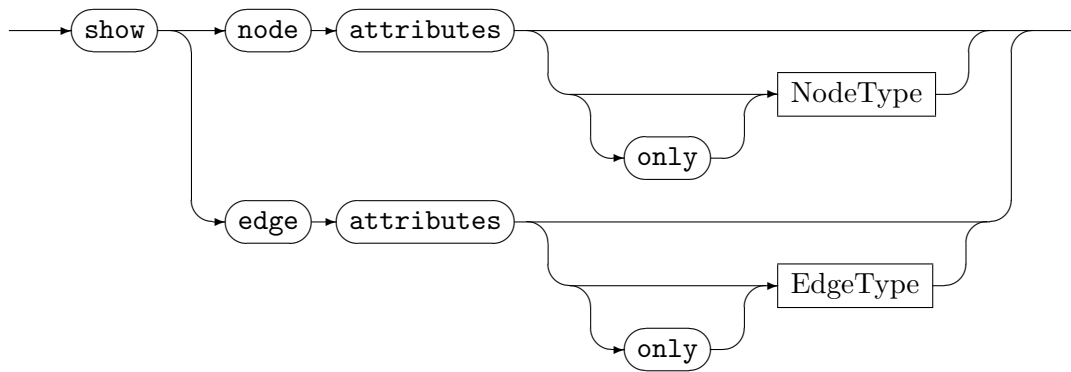 show node attributes
NodeType
only
edge attributes
EdgeType
only